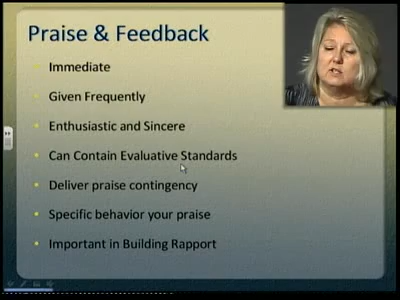 Praise & Feedback
Immediate
Given Frequently
Enthusiastic and Sincere
Can Contain Evaluative Standards
Deliver praise contingency
Specific behavior your praise
Important in Building Rapport